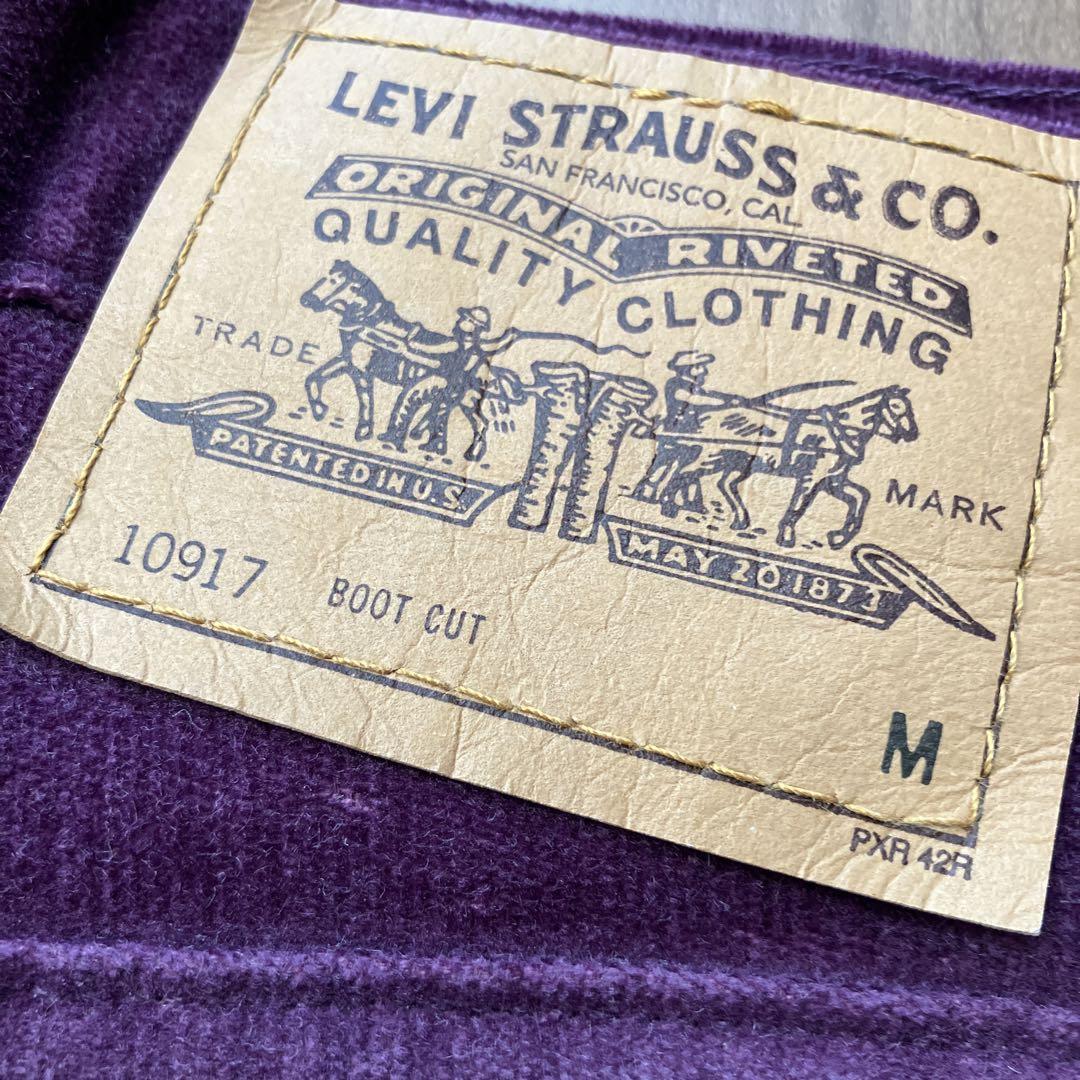 LEVI STRAUSS & CO.
SAN FRANCISCO, CAL.
ORIGINAL RIVETED
QUALITY CLOTHING
TRADE MARK
PATENTED IN U.S.
MAY 20 1873
10917 BOOT CUT
M
PXR 42R